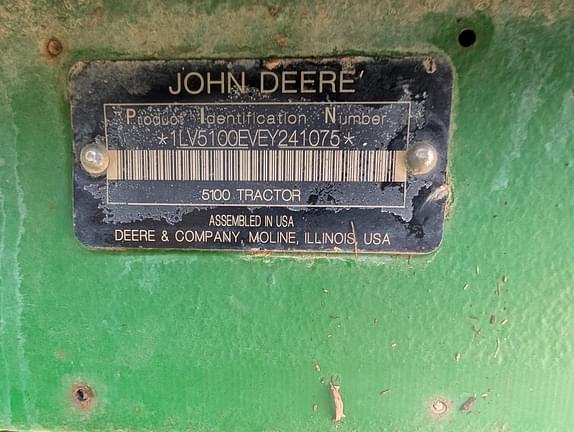 JOHN DEERE
Product Identification Number
*1LV5100EVEY241075*
5100 TRACTOR
ASSEMBLED IN USA
DEERE & COMPANY, MOLINE, ILLINOIS, USA